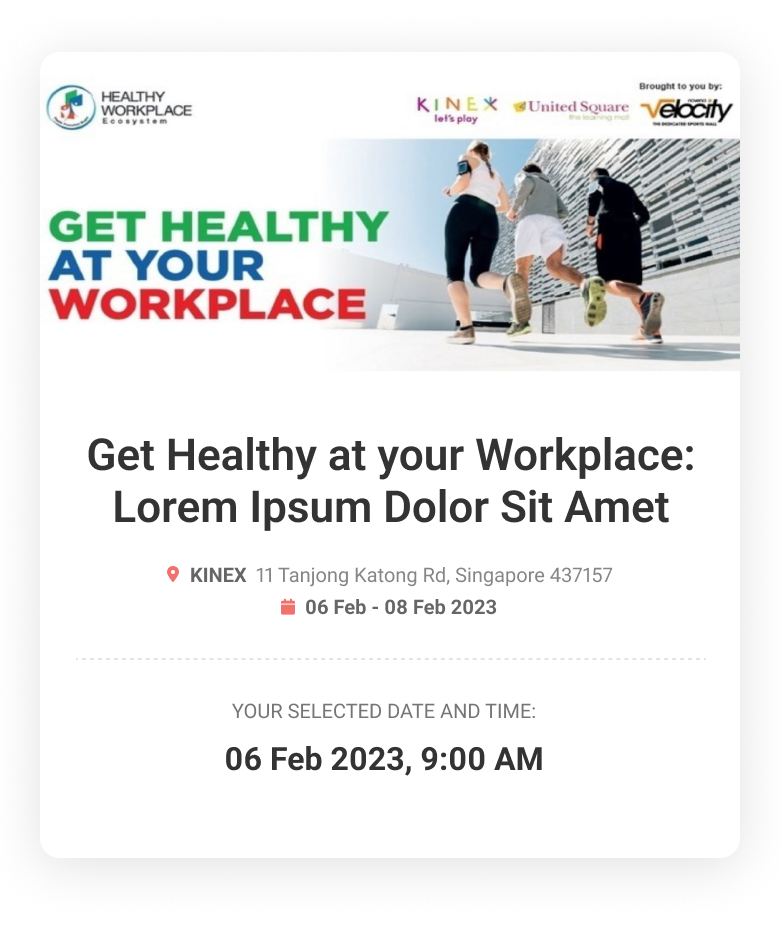 HEALTHY
WORKPLACE
Ecosystem
Brought to you by:
KINEX
let's play
United Square
the learning mall
Velocity
THE DEDICATED SPORTS MALL
GET HEALTHY
AT YOUR
WORKPLACE
Get Healthy at your Workplace:
Lorem Ipsum Dolor Sit Amet
KINEX 11 Tanjong Katong Rd, Singapore 437157
06 Feb - 08 Feb 2023
YOUR SELECTED DATE AND TIME:
06 Feb 2023, 9:00 AM